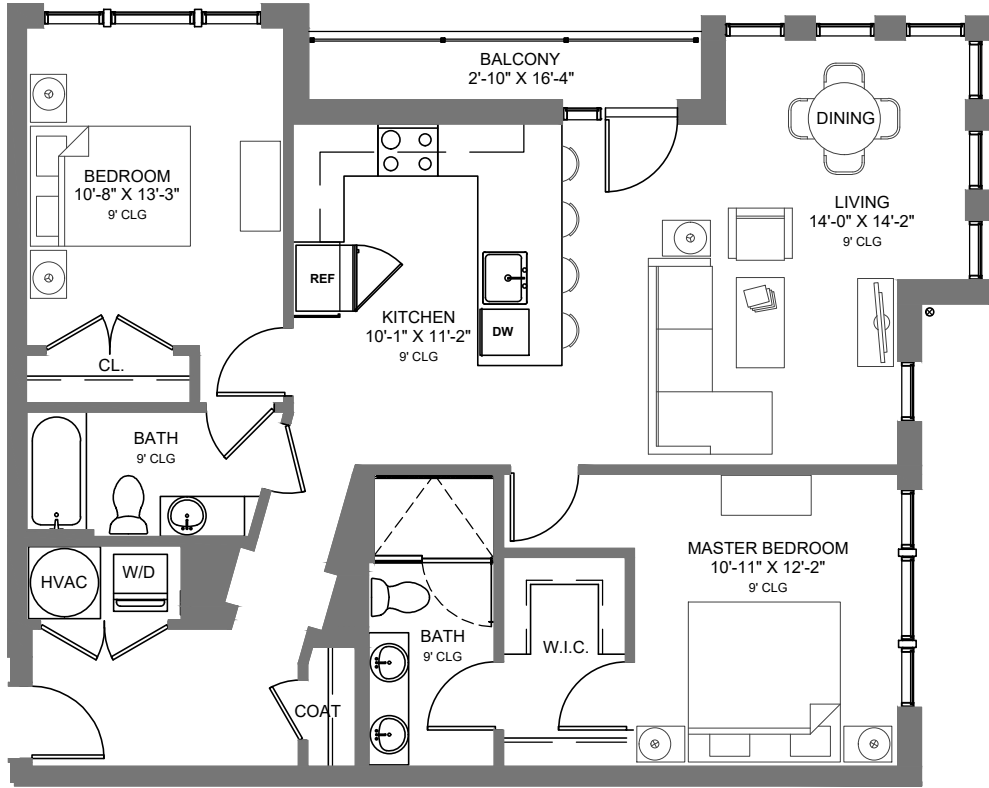 BALCONY
2'-10" X 16'-4"
DINING
BEDROOM
10'-8" X 13'-3"
9' CLG
LIVING
14'-0" X 14'-2"
9' CLG
REF
KITCHEN
10'-1" X 11'-2"
9' CLG
DW
CL.
BATH
9' CLG
HVAC
W/D
MASTER BEDROOM
10'-11" X 12'-2"
9' CLG
BATH
9' CLG
W.I.C.
COAT